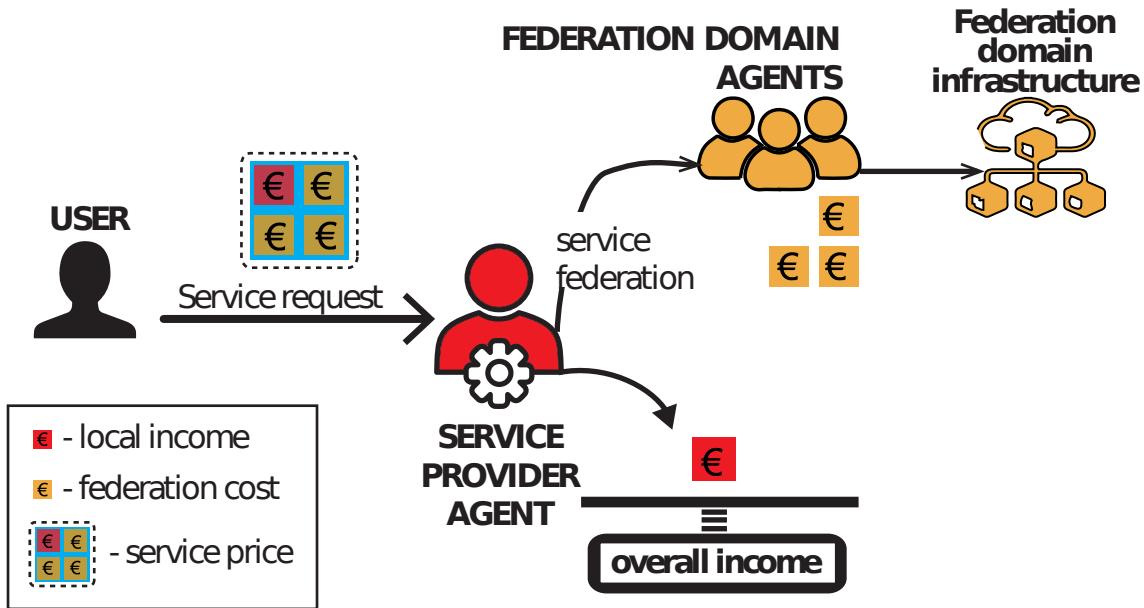 FEDERATION DOMAIN
AGENTS
Federation
domain
infrastructure
USER
€ €
€ €
Service request
service
federation
€
€ €
SERVICE
PROVIDER
AGENT
€
overall income
€ - local income
€ - federation cost
€ €
€ €
- service price